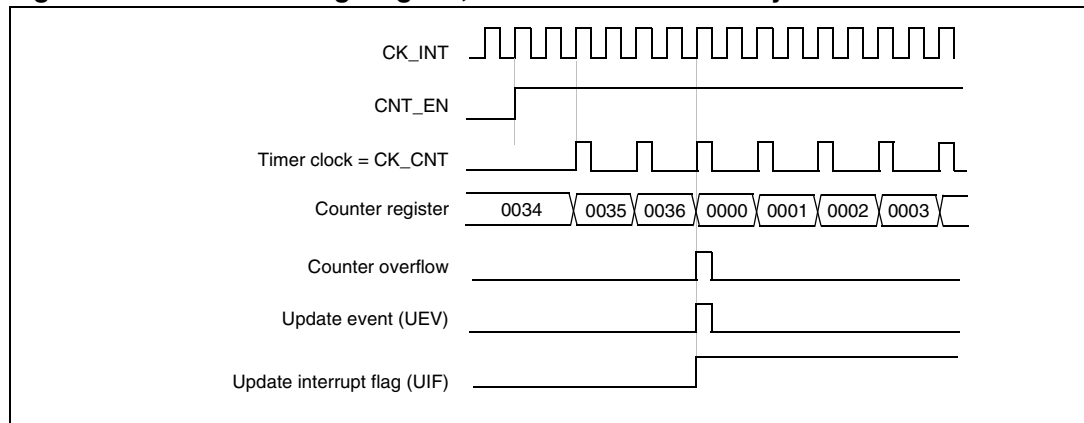 CK_INT
CNT_EN
Timer clock = CK_CNT
Counter register 0034 0035 0036 0000 0001 0002 0003
Counter overflow
Update event (UEV)
Update interrupt flag (UIF)